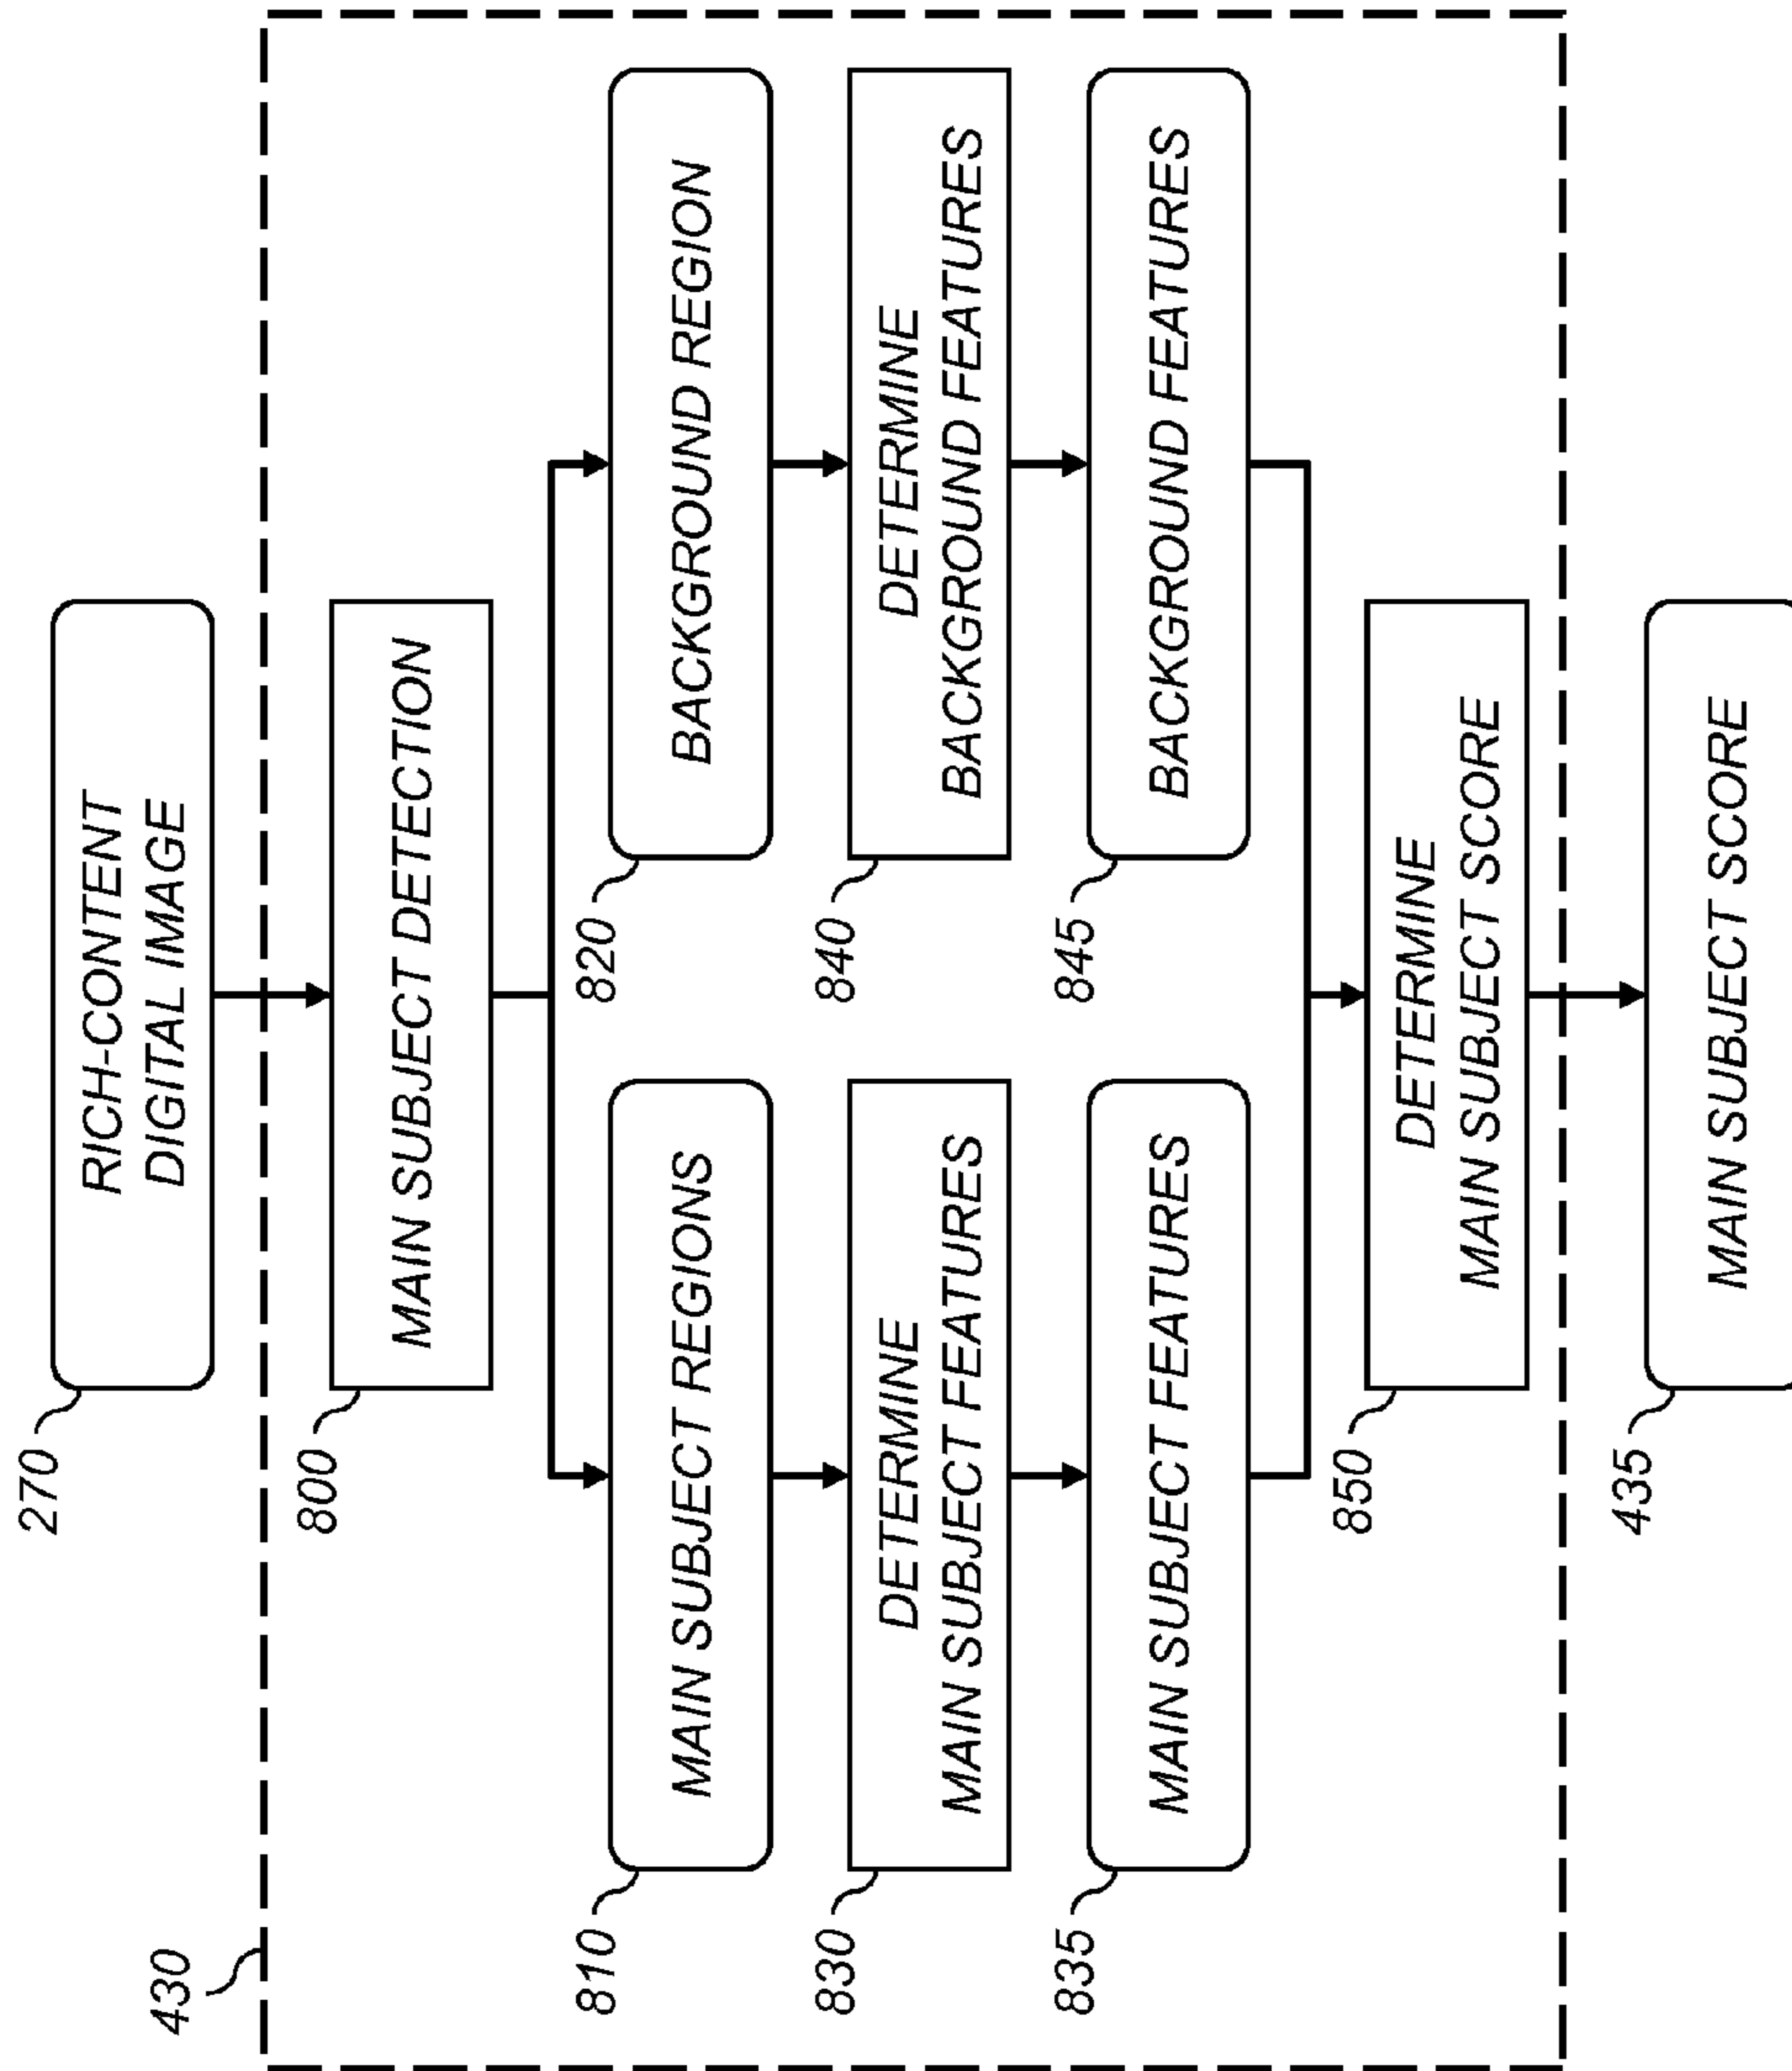 270
RICH-CONTENT
DIGITAL IMAGE
430
800
MAIN SUBJECT DETECTION
810
MAIN SUBJECT REGIONS
820
BACKGROUND REGION
830
DETERMINE
MAIN SUBJECT FEATURES
840
DETERMINE
BACKGROUND FEATURES
835
MAIN SUBJECT FEATURES
845
BACKGROUND FEATURES
850
DETERMINE
MAIN SUBJECT SCORE
435
MAIN SUBJECT SCORE